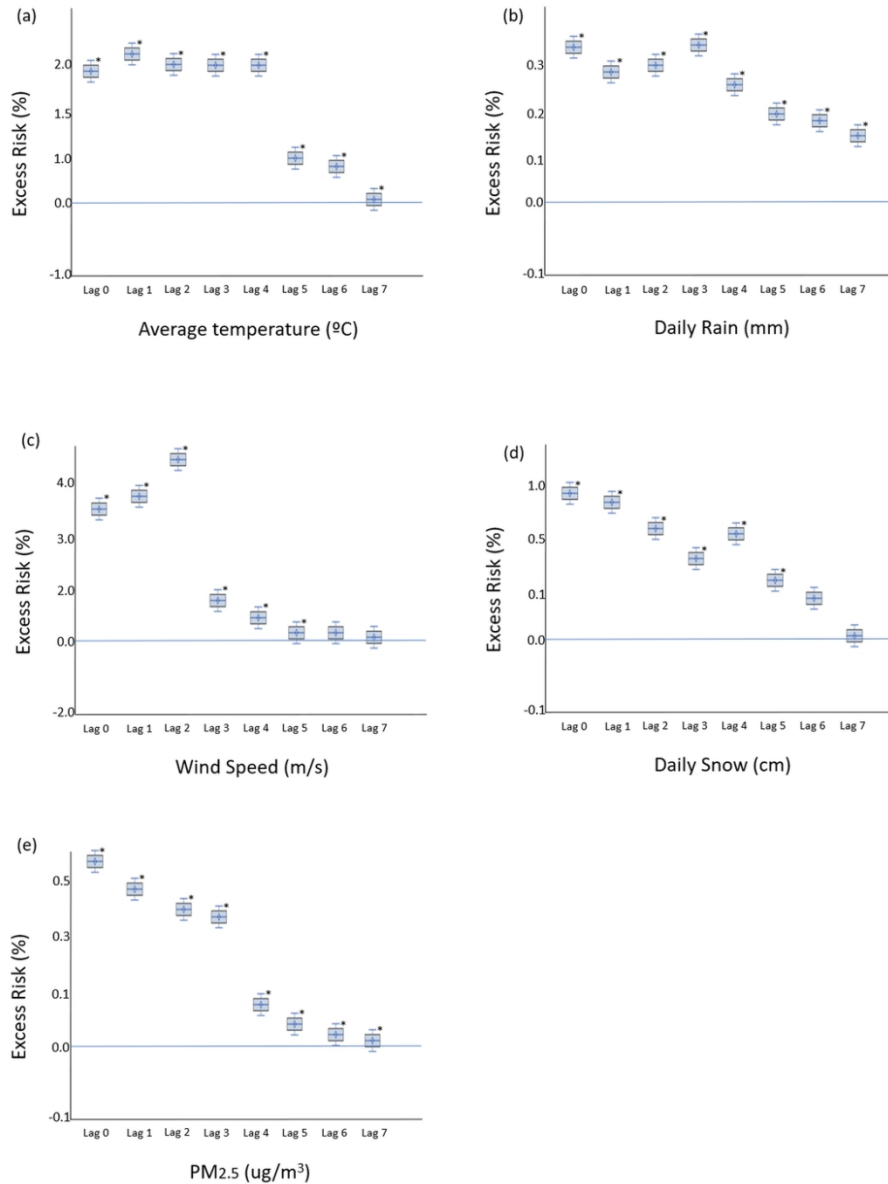 (a)
Excess Risk (%)
2.0
1.5
1.0
0.0
-1.0
* * * * * * * *
Lag 0 Lag 1 Lag 2 Lag 3 Lag 4 Lag 5 Lag 6 Lag 7
Average temperature (ºC)
(b)
Excess Risk (%)
0.3
0.2
0.1
0.0
-0.1
* * * * * * * *
Lag 0 Lag 1 Lag 2 Lag 3 Lag 4 Lag 5 Lag 6 Lag 7
Daily Rain (mm)
(c)
Excess Risk (%)
4.0
3.0
2.0
0.0
-2.0
* * * * * *
Lag 0 Lag 1 Lag 2 Lag 3 Lag 4 Lag 5 Lag 6 Lag 7
Wind Speed (m/s)
(d)
Excess Risk (%)
1.0
0.5
0.1
0.0
-0.1
* * * * * *
Lag 0 Lag 1 Lag 2 Lag 3 Lag 4 Lag 5 Lag 6 Lag 7
Daily Snow (cm)
(e)
Excess Risk (%)
0.5
0.3
0.1
0.0
-0.1
* * * * * * * *
Lag 0 Lag 1 Lag 2 Lag 3 Lag 4 Lag 5 Lag 6 Lag 7
PM2.5 (ug/m³)